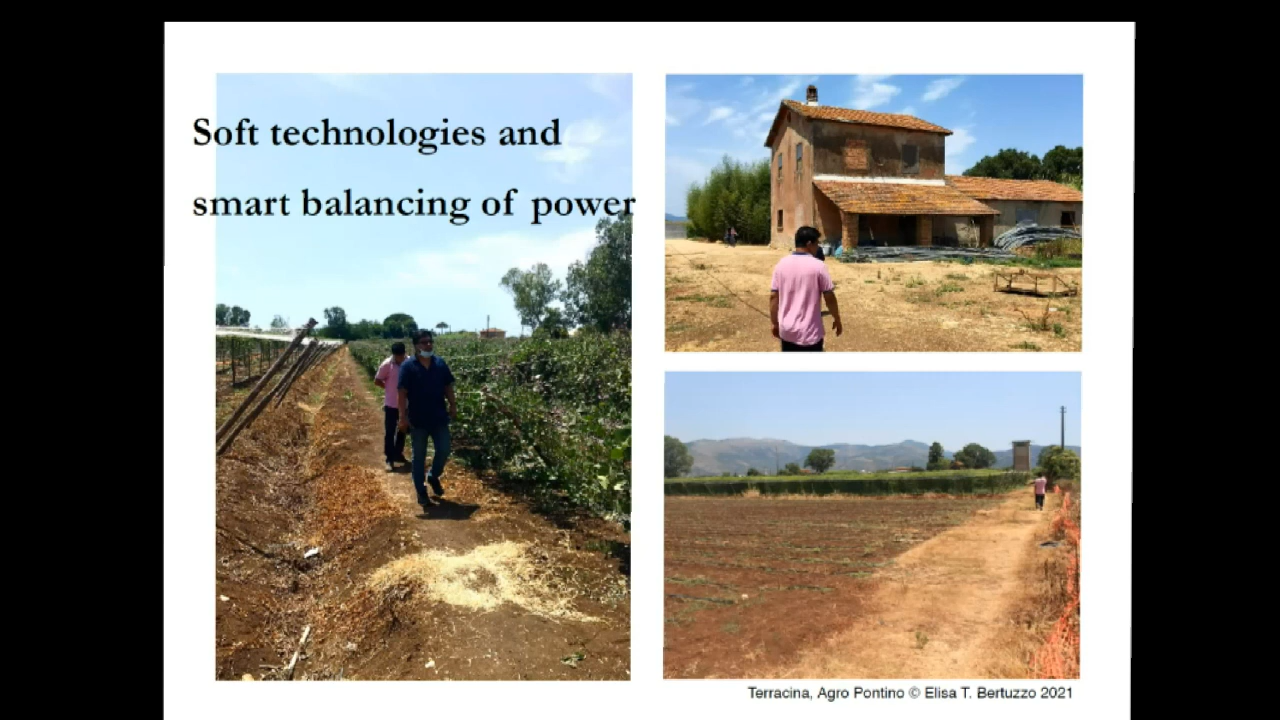 Soft technologies and
smart balancing of power
Terracina, Agro Pontino © Elisa T. Bertuzzo 2021